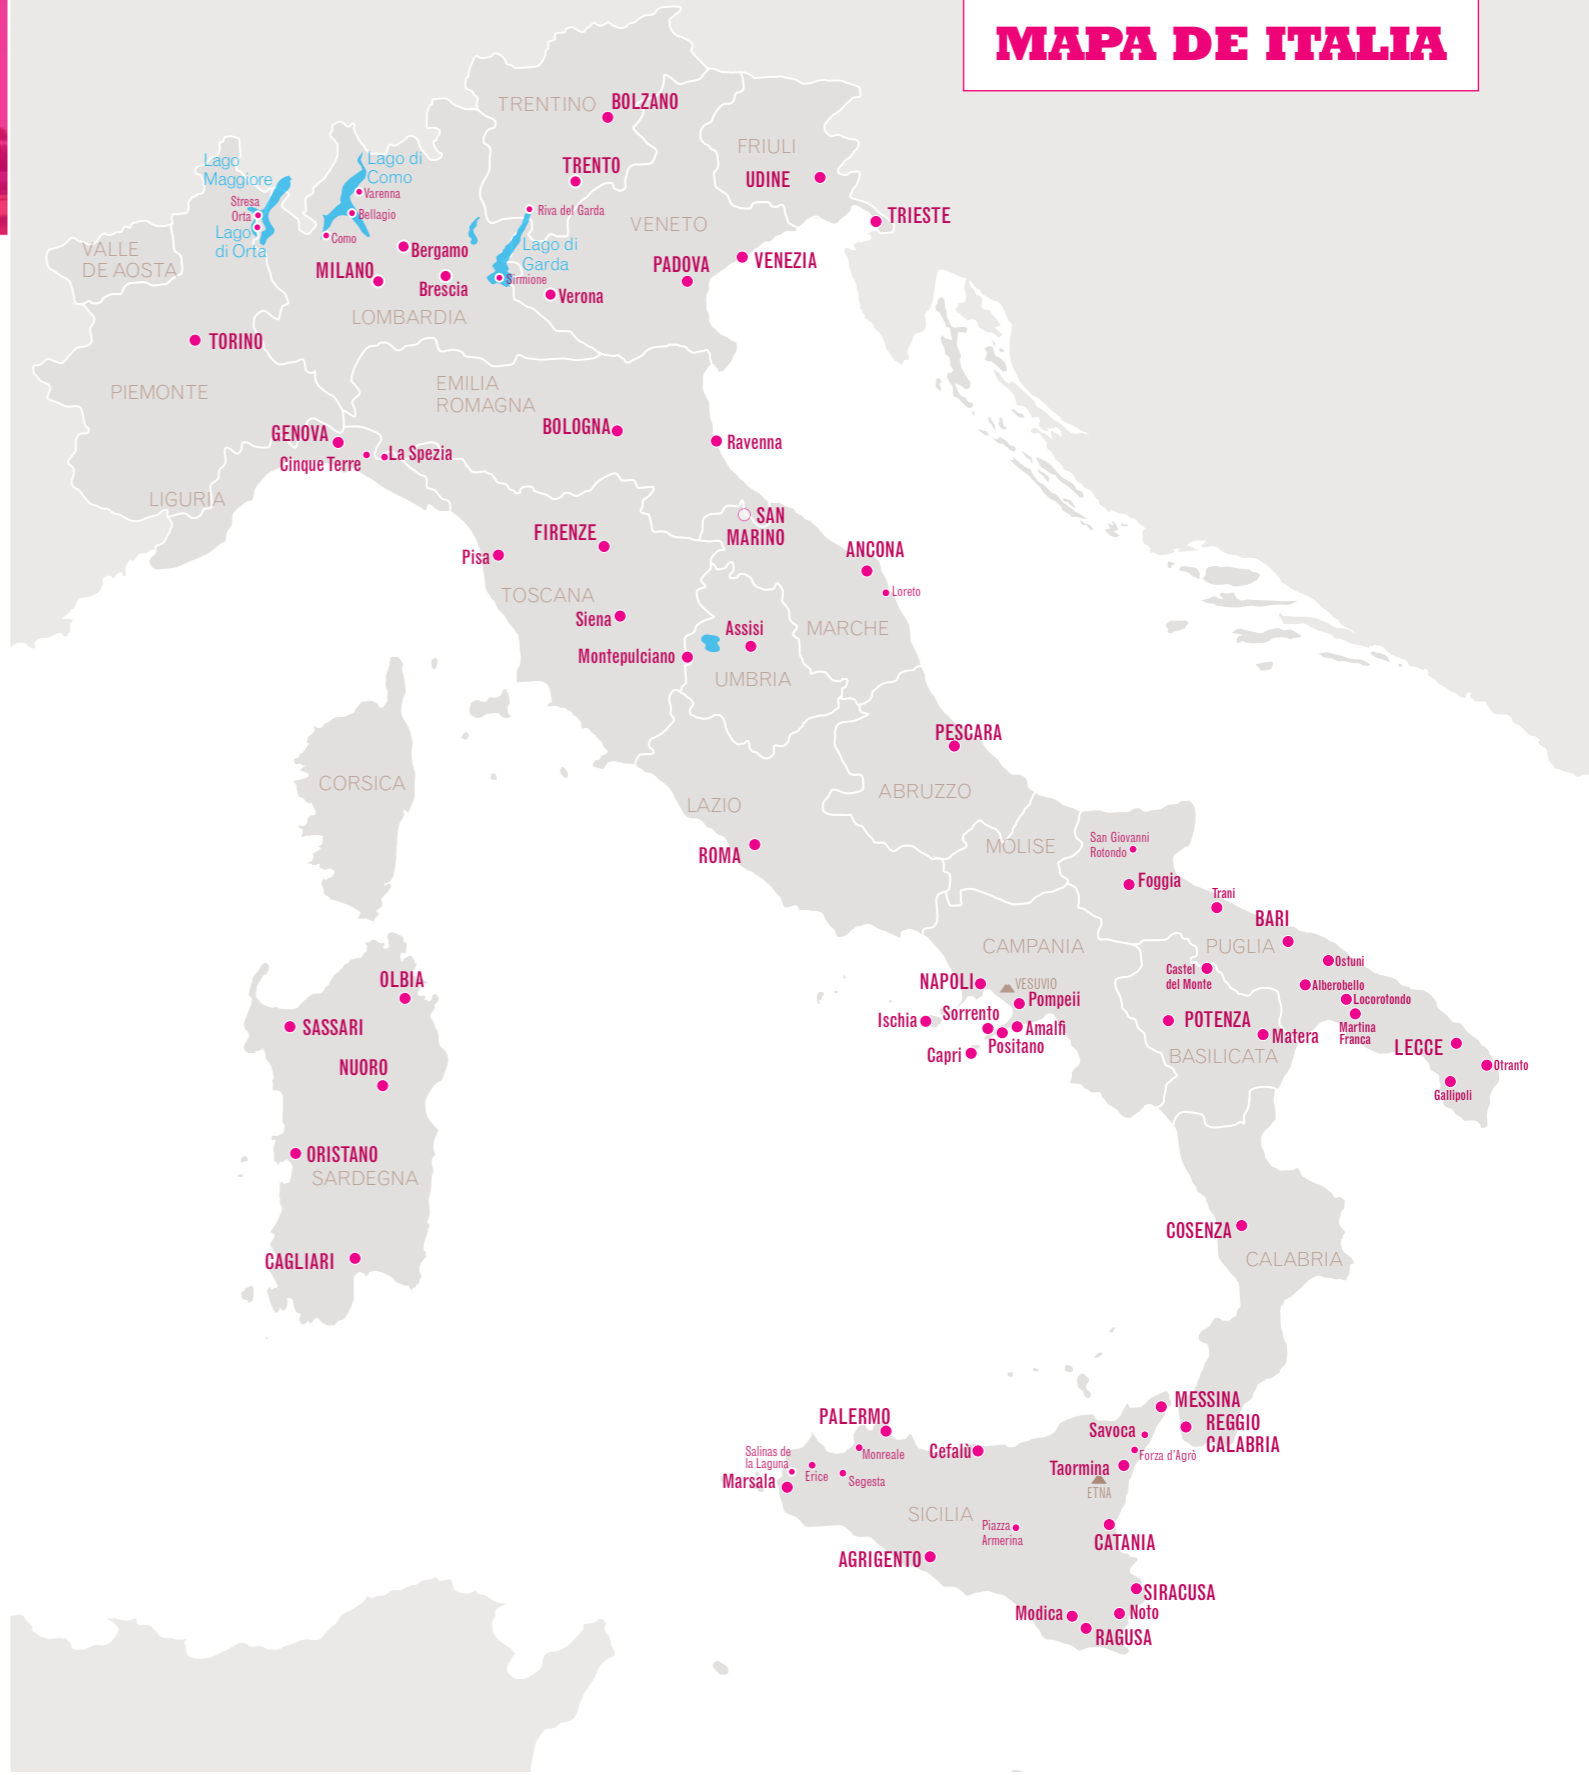 MAPA DE ITALIA
TRENTINO
BOLZANO
FRIULI
TRENTO
UDINE
Lago
Maggiore
Lago di
Como
Stresa
Orta
Varenna
Bellagio
Riva del Garda
TRIESTE
Lago
di Orta
Como
VENETO
VALLE
DE AOSTA
Bergamo
Lago di
Garda
MILANO
PADOVA
VENEZIA
Brescia
Sirmione
Verona
LOMBARDIA
TORINO
PIEMONTE
EMILIA
ROMAGNA
GENOVA
BOLOGNA
Ravenna
Cinque Terre
La Spezia
LIGURIA
SAN
MARINO
FIRENZE
Pisa
ANCONA
TOSCANA
Loreto
Siena
Assisi
MARCHE
Montepulciano
UMBRIA
PESCARA
CORSICA
ABRUZZO
LAZIO
ROMA
MOLISE
San Giovanni
Rotondo
Foggia
Trani
BARI
CAMPANIA
PUGLIA
Ostuni
OLBIA
NAPOLI
VESUVIO
Castel
del Monte
Alberobello
Pompeii
Locorotondo
SASSARI
Ischia
Sorrento
Amalfi
POTENZA
Martina
Franca
Matera
Positano
Capri
BASILICATA
LECCE
NUORO
Otranto
Gallipoli
ORISTANO
SARDEGNA
COSENZA
CAGLIARI
CALABRIA
MESSINA
PALERMO
REGGIO
CALABRIA
Savoca
Salinas de
la Laguna
Monreale
Cefalù
Forza d'Agrò
Taormina
Erice
Marsala
Segesta
ETNA
SICILIA
Piazza
Armerina
CATANIA
AGRIGENTO
SIRACUSA
Modica
Noto
RAGUSA